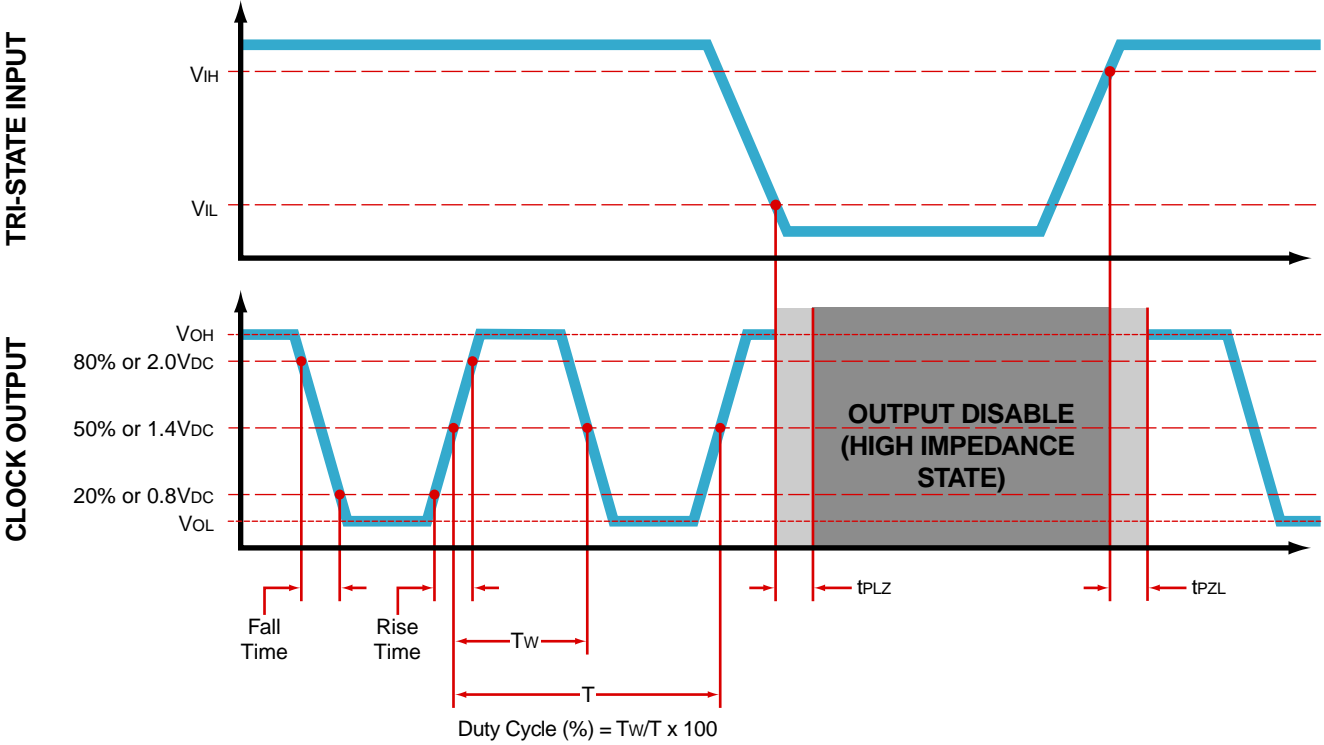 TRI-STATE INPUT
VIH
VIL
CLOCK OUTPUT
VOH
80% or 2.0VDC
50% or 1.4VDC
20% or 0.8VDC
VOL
OUTPUT DISABLE
(HIGH IMPEDANCE
STATE)
tPLZ
tPZL
Fall
Time
Rise
Time
TW
T
Duty Cycle (%) = TW/T x 100